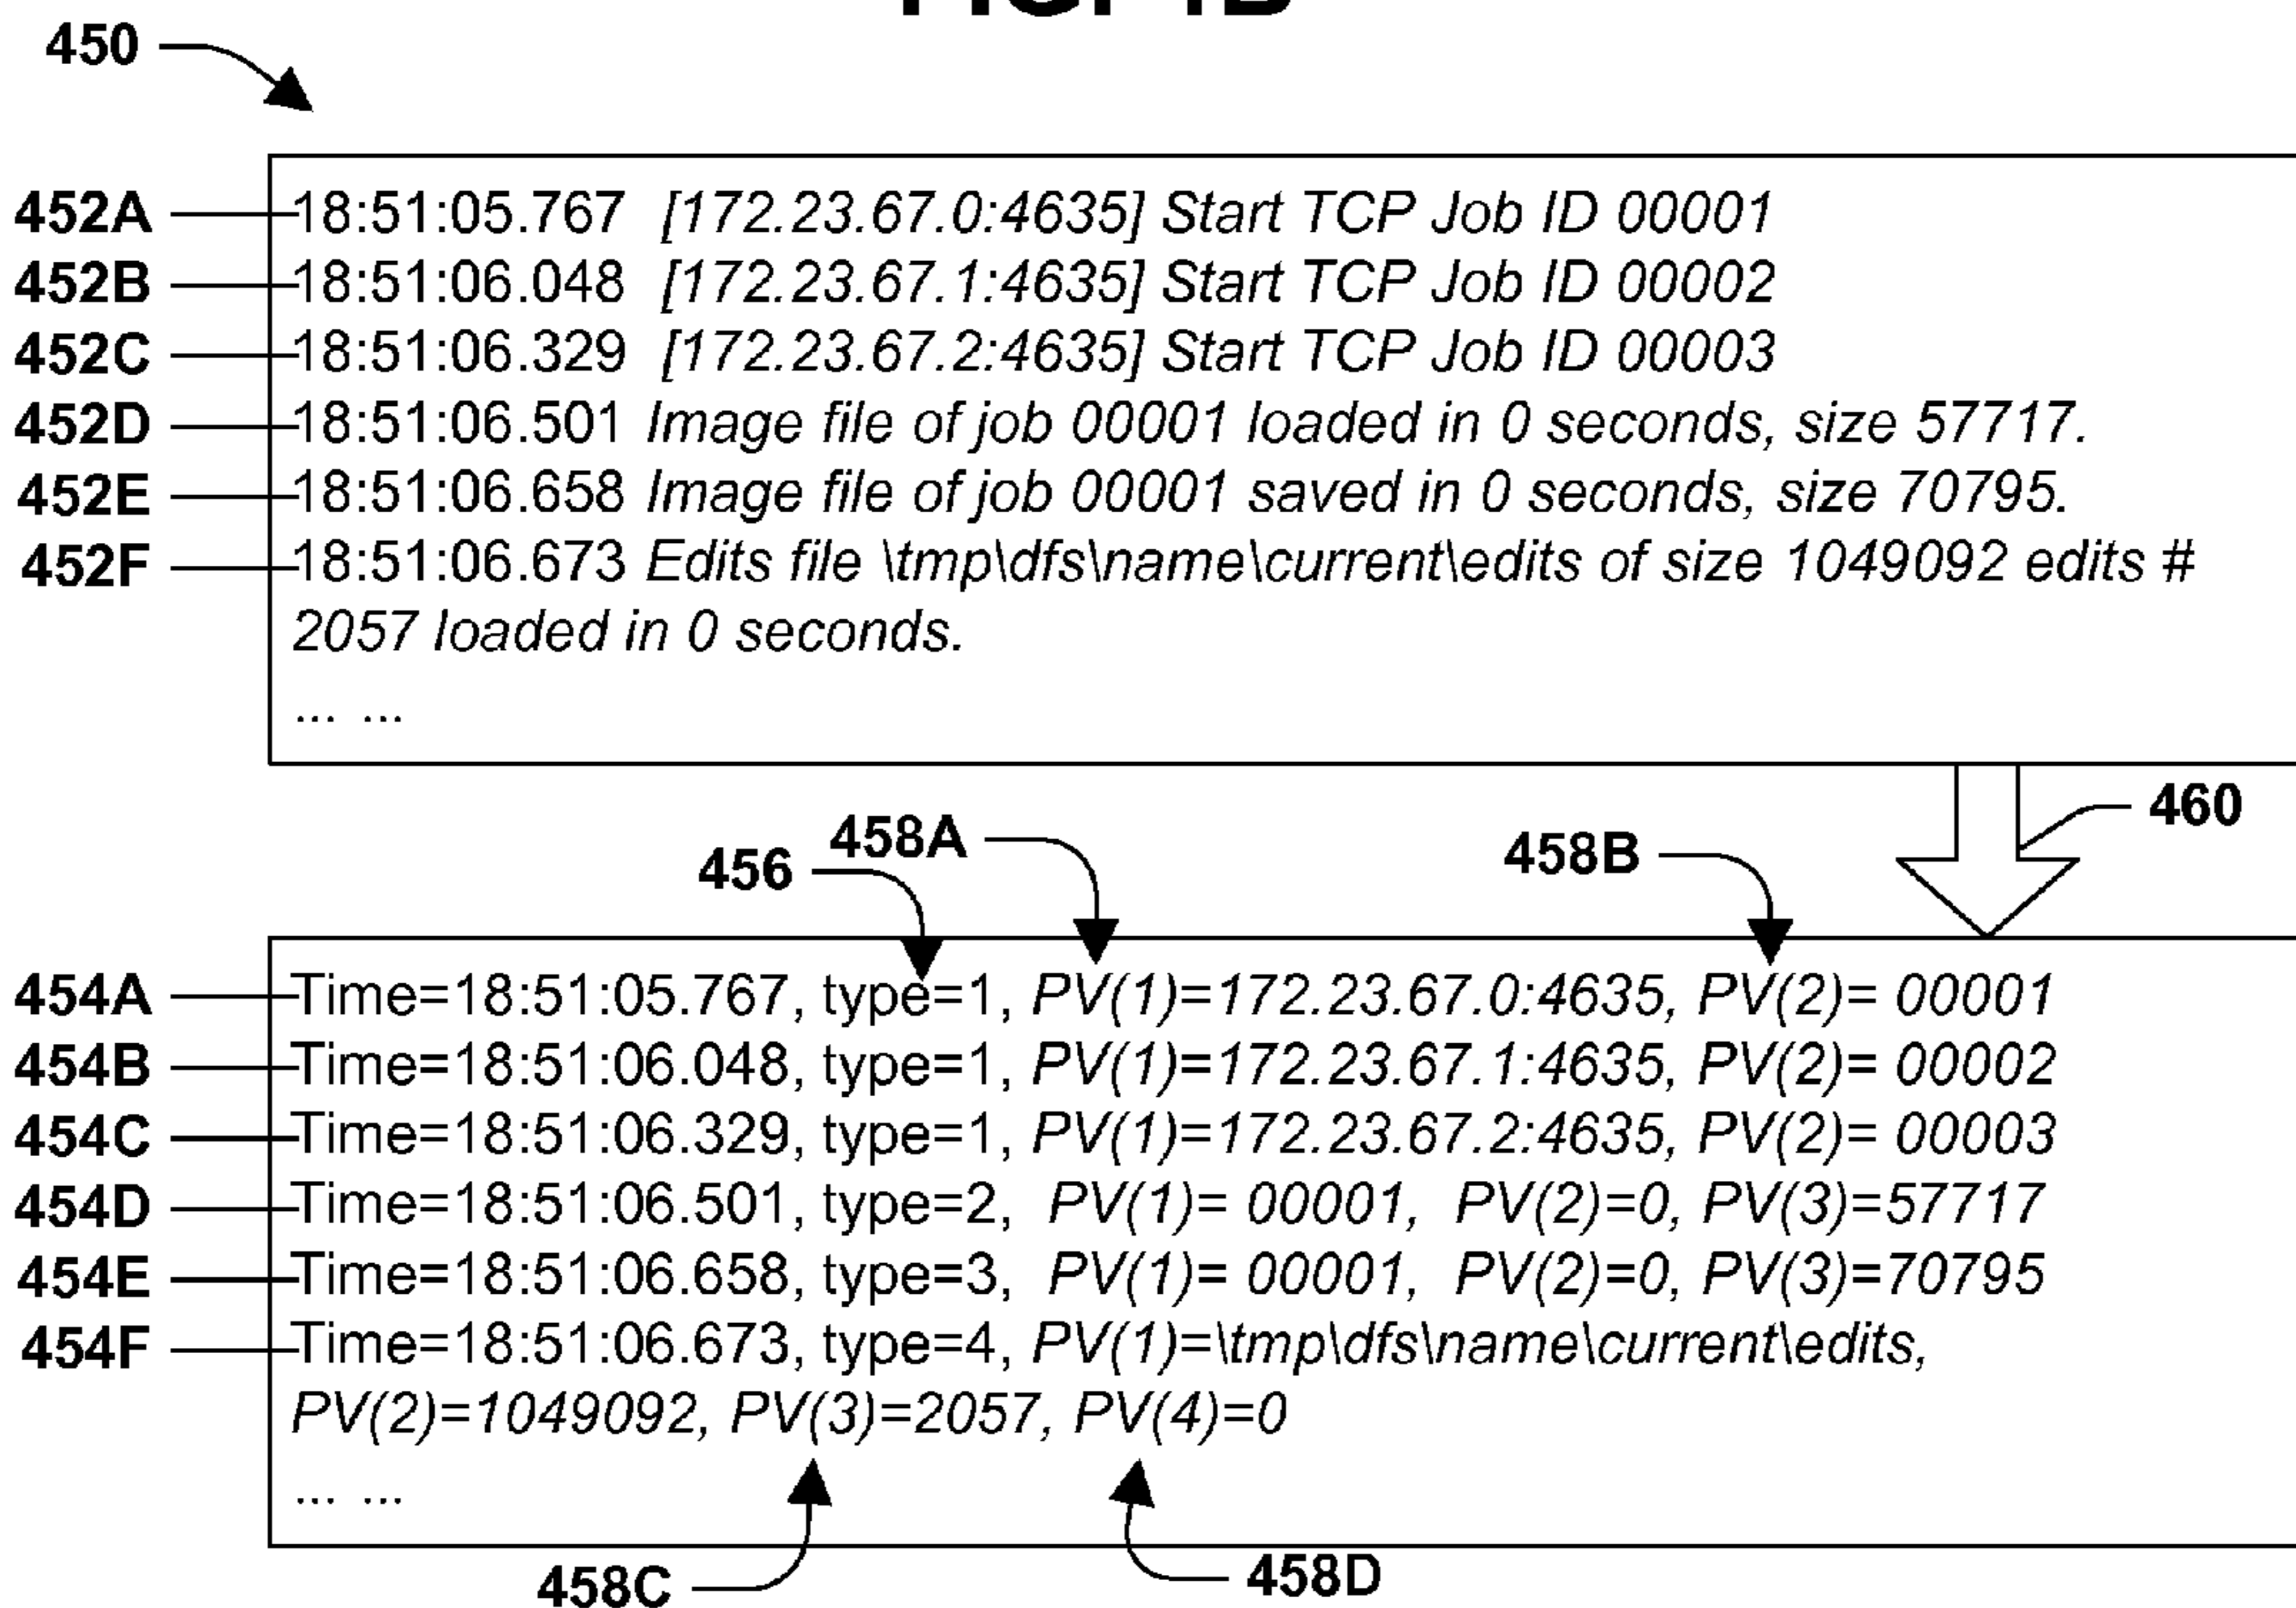 450
452A 18:51:05.767 [172.23.67.0:4635] Start TCP Job ID 00001
452B 18:51:06.048 [172.23.67.1:4635] Start TCP Job ID 00002
452C 18:51:06.329 [172.23.67.2:4635] Start TCP Job ID 00003
452D 18:51:06.501 Image file of job 00001 loaded in 0 seconds, size 57717.
452E 18:51:06.658 Image file of job 00001 saved in 0 seconds, size 70795.
452F 18:51:06.673 Edits file \tmp\dfs\name\current\edits of size 1049092 edits #
2057 loaded in 0 seconds.
... ...
460
456 458A 458B
454A Time=18:51:05.767, type=1, PV(1)=172.23.67.0:4635, PV(2)= 00001
454B Time=18:51:06.048, type=1, PV(1)=172.23.67.1:4635, PV(2)= 00002
454C Time=18:51:06.329, type=1, PV(1)=172.23.67.2:4635, PV(2)= 00003
454D Time=18:51:06.501, type=2, PV(1)= 00001, PV(2)=0, PV(3)=57717
454E Time=18:51:06.658, type=3, PV(1)= 00001, PV(2)=0, PV(3)=70795
454F Time=18:51:06.673, type=4, PV(1)=\tmp\dfs\name\current\edits,
PV(2)=1049092, PV(3)=2057, PV(4)=0
... ...
458C 458D